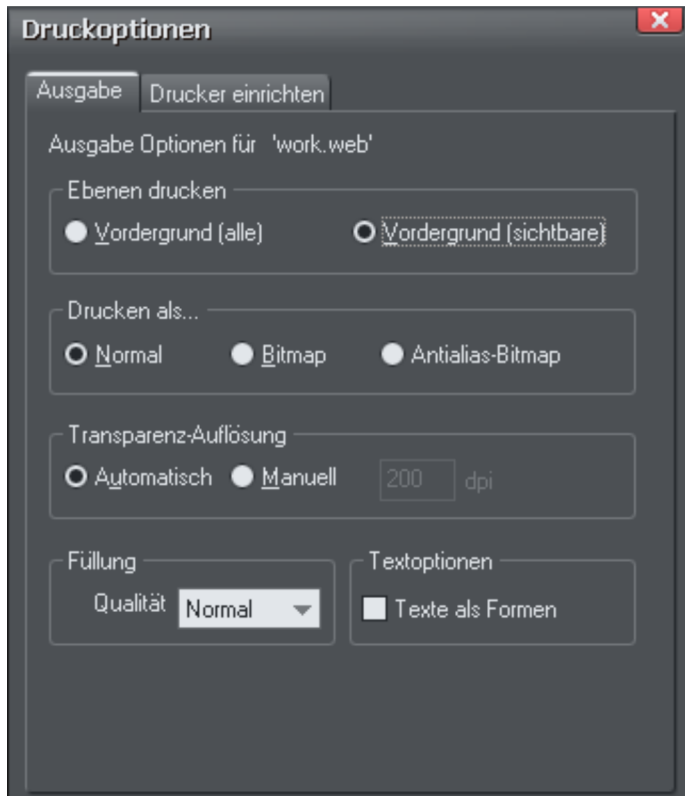 Druckoptionen
Ausgabe Drucker einrichten
Ausgabe Optionen für 'work.web'
Ebenen drucken
Vordergrund (alle) Vordergrund (sichtbare)
Drucken als...
Normal Bitmap Antialias-Bitmap
Transparenz-Auflösung
Automatisch Manuell 200 dpi
Füllung Textoptionen
Qualität Normal Texte als Formen